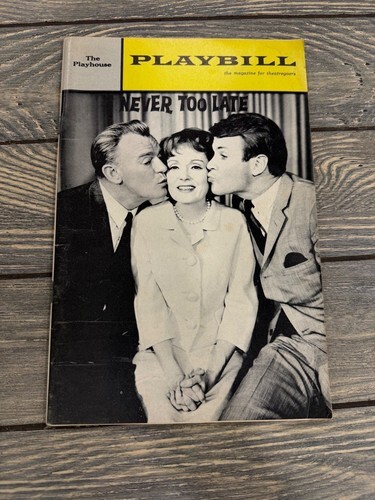 The
Playhouse
PLAYBILL
the magazine for theatregoers
NEVER TOO LATE